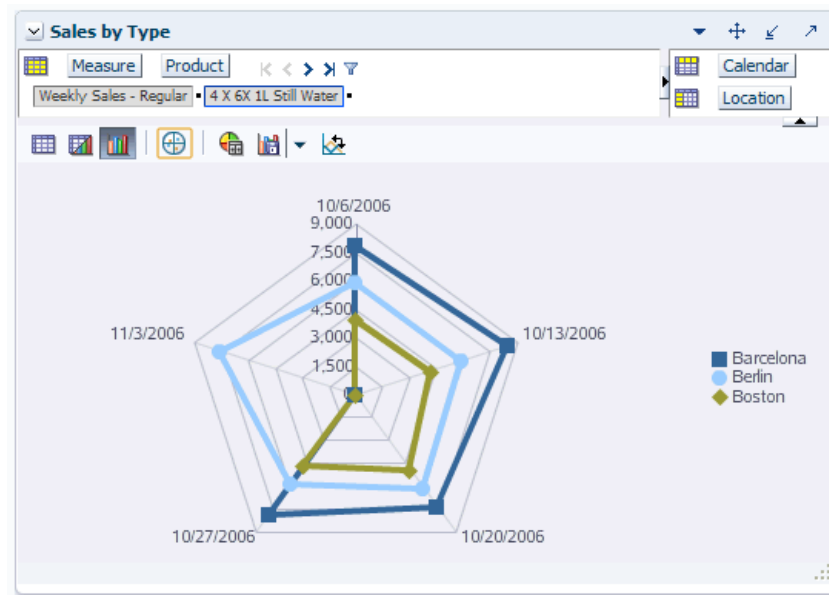 Sales by Type
Measure Product
Weekly Sales - Regular 4 X 6X 1L Still Water
Calendar
Location
10/6/2006
9,000
7,500
6,000
4,500
3,000
1,500
0
11/3/2006
10/13/2006
10/27/2006
10/20/2006
Barcelona
Berlin
Boston